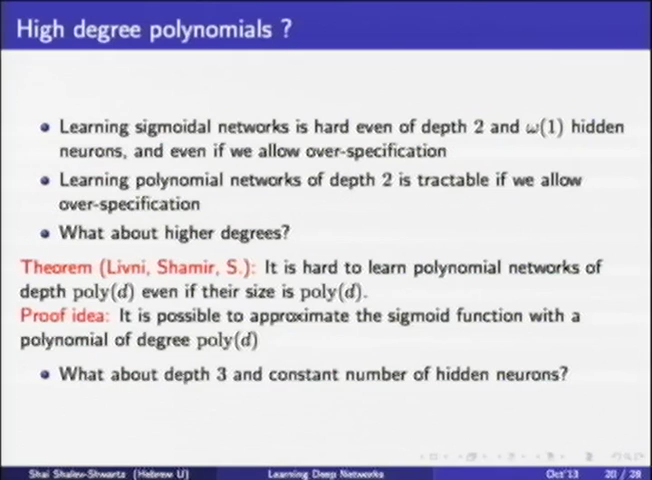 High degree polynomials ?
Learning sigmoidal networks is hard even of depth 2 and ω(1) hidden
neurons, and even if we allow over-specification
Learning polynomial networks of depth 2 is tractable if we allow
over-specification
What about higher degrees?
Theorem (Livni, Shamir, S.): It is hard to learn polynomial networks of
depth poly(d) even if their size is poly(d).
Proof idea: It is possible to approximate the sigmoid function with a
polynomial of degree poly(d)
What about depth 3 and constant number of hidden neurons?
Shai Shalev-Shwartz (Hebrew U) Learning Deep Networks Oct'13 20 / 28